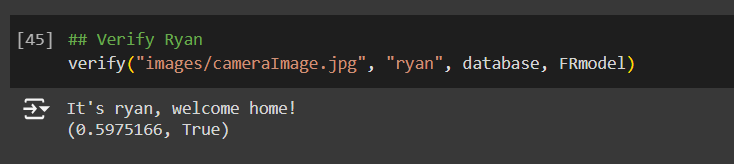 [45] ## Verify Ryan
verify("images/cameraImage.jpg", "ryan", database, FRmodel)
It's ryan, welcome home!
(0.5975166, True)